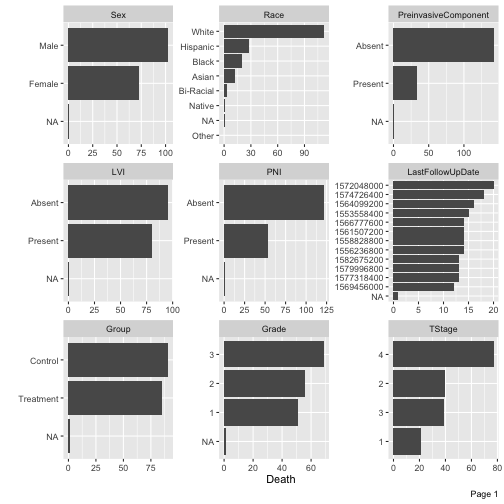 Sex
Male
Female
NA
0 25 50 75 100
Race
White
Hispanic
Black
Asian
Bi-Racial
Native
NA
Other
0 30 60 90
PreinvasiveComponent
Absent
Present
NA
0 50 100
LVI
Absent
Present
NA
0 25 50 75 100
PNI
Absent
Present
NA
0 25 50 75 100 125
LastFollowUpDate
1572048000
1574726400
1564099200
1553558400
1566777600
1561507200
1558828800
1556236800
1582675200
1579996800
1577318400
1569456000
NA
0 5 10 15 20
Group
Control
Treatment
NA
0 25 50 75
Grade
3
2
1
NA
0 20 40 60
TStage
4
2
3
1
0 20 40 60 80
Death
Page 1